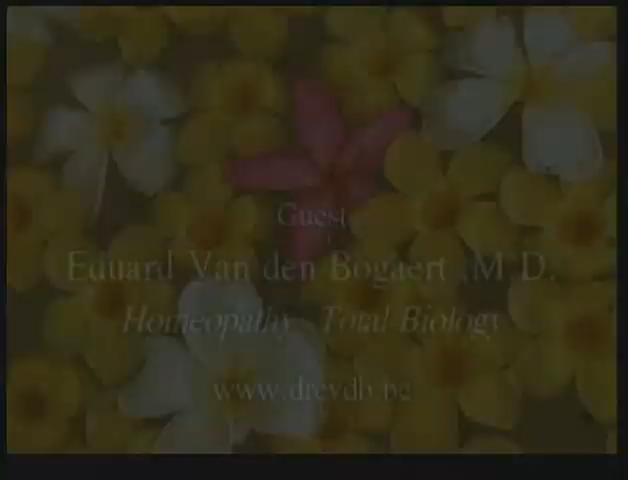 Guest
Eduard Van den Bogaert, M.D.
Homeopathy, Total Biology
www.drevdb.be